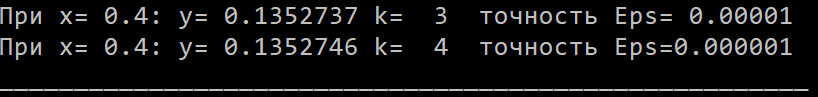 При x= 0.4: y= 0.1352737 k=  3  точность Eps= 0.00001
При x= 0.4: y= 0.1352746 k=  4  точность Eps=0.000001
______________________________________________________